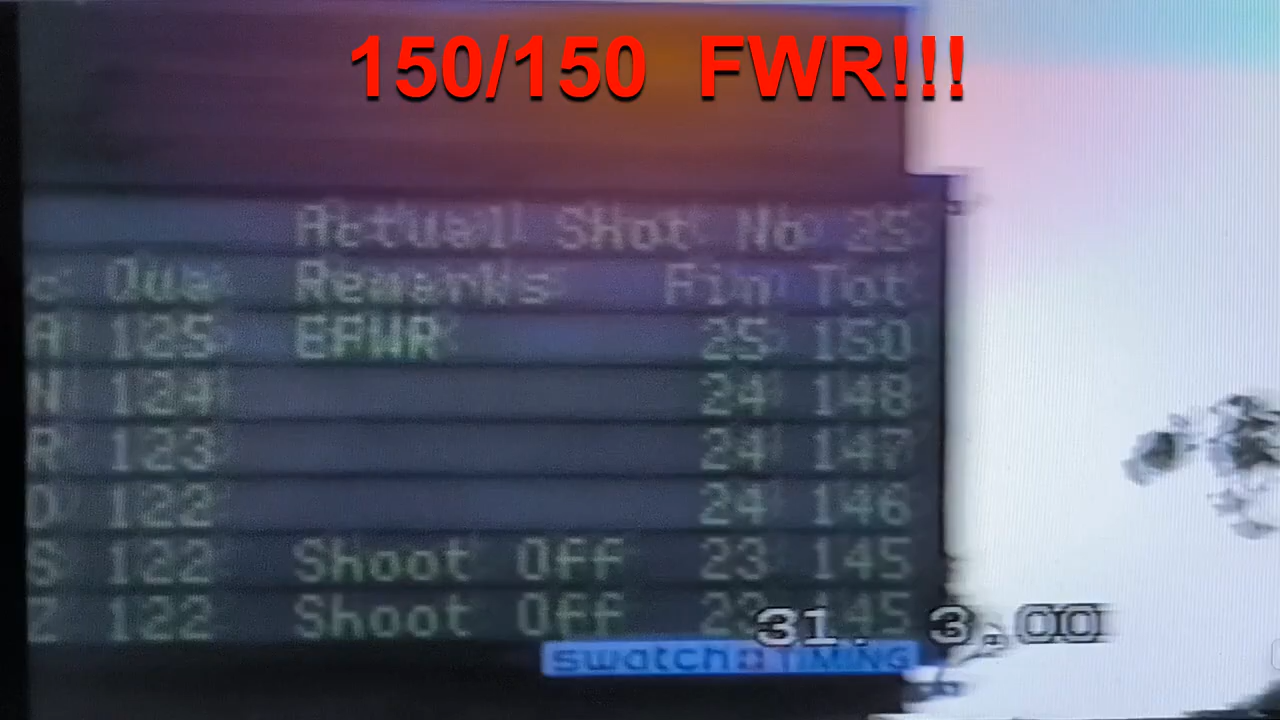 150/150 FWR!!!
Actual Shot No 25
c Qua Remarks Fin Tot
A 125 EFWR 25 150
N 124 24 148
R 123 24 147
D 122 24 146
S 122 Shoot Off 23 145
Z 122 Shoot Off 23 145
31. 3.00
swatch TIMING